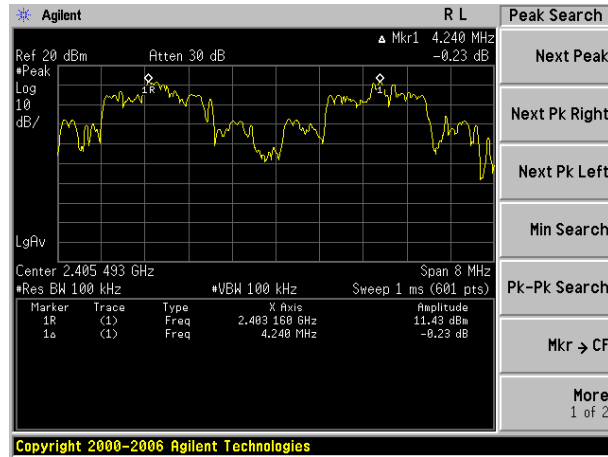 Agilent R L Peak Search
Δ Mkr1 4.240 MHz
Ref 20 dBm Atten 30 dB -0.23 dB
#Peak
Log
10
dB/
1R
1
LgAv
Center 2.405 493 GHz Span 8 MHz
#Res BW 100 kHz #VBW 100 kHz Sweep 1 ms (601 pts)
Marker Trace Type X Axis Amplitude
1R (1) Freq 2.403 160 GHz 11.43 dBm
1Δ (1) Freq 4.240 MHz -0.23 dB
Next Peak
Next Pk Right
Next Pk Left
Min Search
Pk-Pk Search
Mkr → CF
More
1 of 2
Copyright 2000-2006 Agilent Technologies